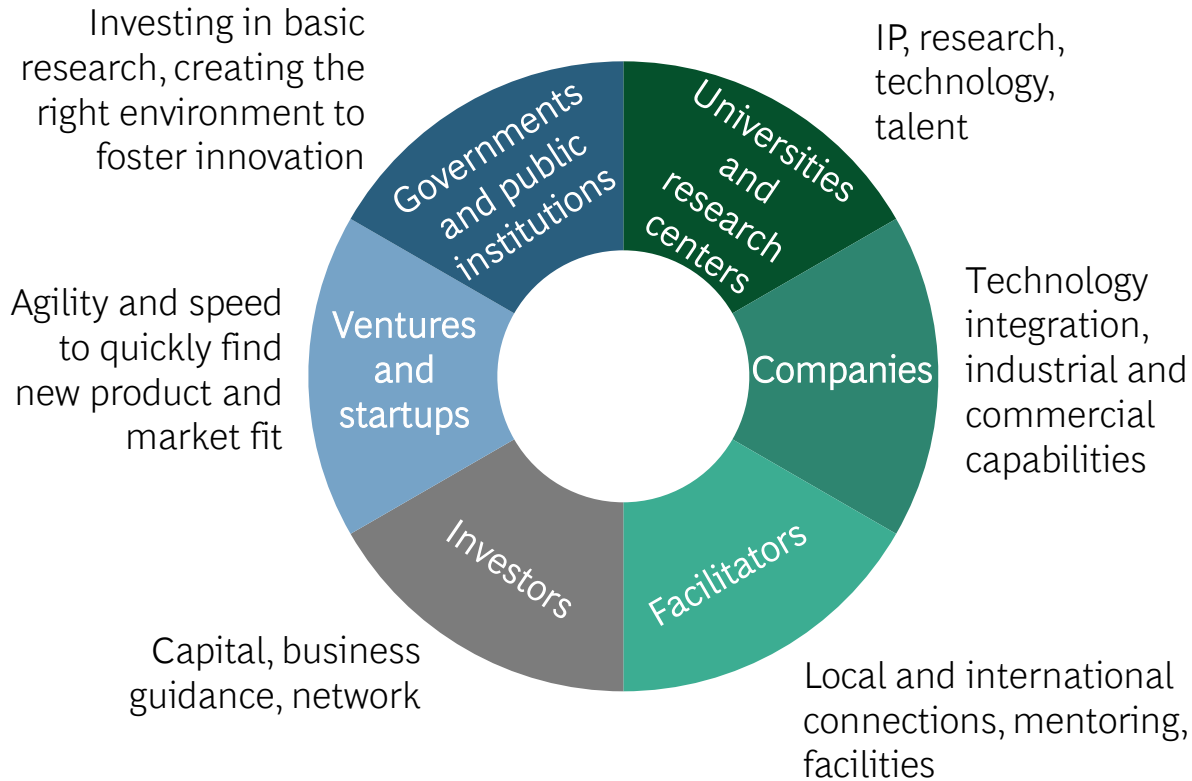 Investing in basic
research, creating the
right environment to
foster innovation
IP, research,
technology,
talent
Governments
and public
institutions
Universities
and
research
centers
Agility and speed
to quickly find
new product and
market fit
Ventures
and
startups
Companies
Technology
integration,
industrial and
commercial
capabilities
Investors
Facilitators
Capital, business
guidance, network
Local and international
connections, mentoring,
facilities